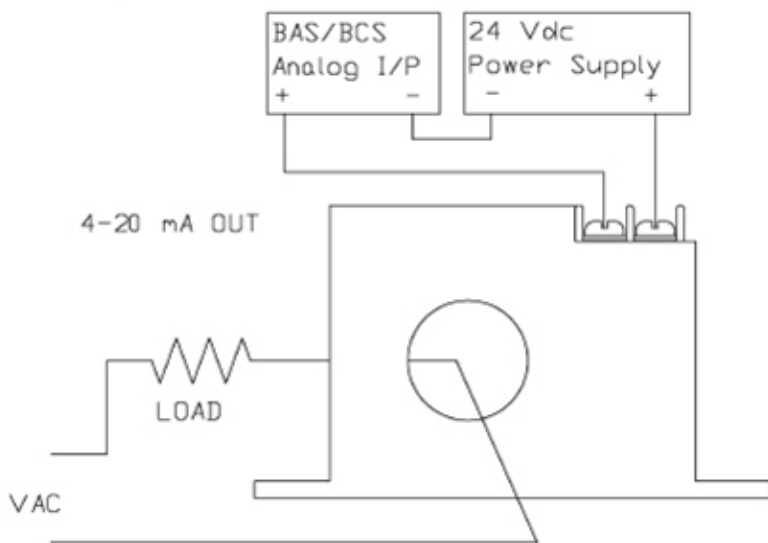 BAS/BCS
Analog I/P
+ -
24 Vdc
Power Supply
- +
4-20 mA OUT
LOAD
VAC